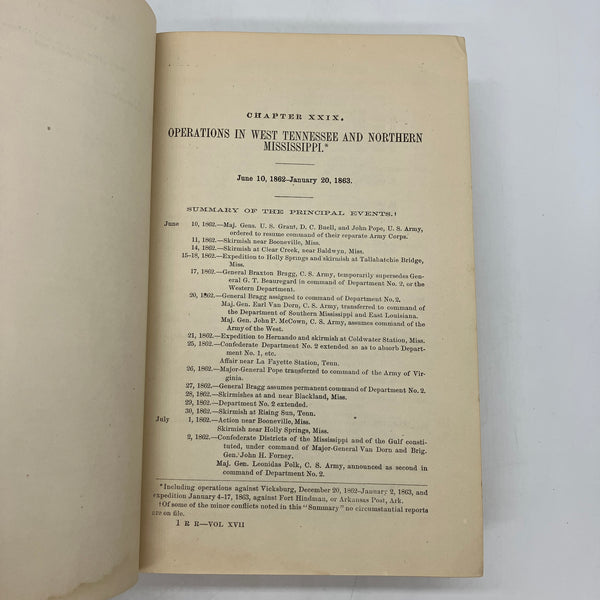 CHAPTER XXIX.
OPERATIONS IN WEST TENNESSEE AND NORTHERN
MISSISSIPPI.*
June 10, 1862–January 20, 1863.
SUMMARY OF THE PRINCIPAL EVENTS.†
June 10, 1862.—Maj. Gens. U. S. Grant, D. C. Buell, and John Pope, U. S. Army,
ordered to resume command of their separate Army Corps.
11, 1862.—Skirmish near Booneville, Miss.
14, 1862.—Skirmish at Clear Creek, near Baldwyn, Miss.
15-18, 1862.—Expedition to Holly Springs and skirmish at Tallahatchie Bridge,
Miss.
17, 1862.—General Braxton Bragg, C. S. Army, temporarily supersedes Gen-
eral G. T. Beauregard in command of Department No. 2, or the
Western Department.
20, 1862.—General Bragg assigned to command of Department No. 2.
Maj. Gen. Earl Van Dorn, C. S. Army, transferred to command of
the Department of Southern Mississippi and East Louisiana.
Maj. Gen. John P. McCown, C. S. Army, assumes command of the
Army of the West.
21, 1862.—Expedition to Hernando and skirmish at Coldwater Station, Miss.
25, 1862.—Confederate Department No. 2 extended so as to absorb Depart-
ment No. 1, etc.
Affair near La Fayette Station, Tenn.
26, 1862.—Major-General Pope transferred to command of the Army of Vir-
ginia.
27, 1862.—General Bragg assumes permanent command of Department No. 2.
28, 1862.—Skirmishes at and near Blackland, Miss.
29, 1862.—Department No. 2 extended.
30, 1862.—Skirmish at Rising Sun, Tenn.
July 1, 1862.—Action near Booneville, Miss.
Skirmish near Holly Springs, Miss.
2, 1862.—Confederate Districts of the Mississippi and of the Gulf consti-
tuted, under command of Major-General Van Dorn and Brig.
Gen. John H. Forney.
Maj. Gen. Leonidas Polk, C. S. Army, announced as second in
command of Department No. 2.
*Including operations against Vicksburg, December 20, 1862–January 2, 1863, and
expedition January 4-17, 1863, against Fort Hindman, or Arkansas Post, Ark.
†Of some of the minor conflicts noted in this "Summary" no circumstantial reports
are on file.
1 R R—VOL XVII